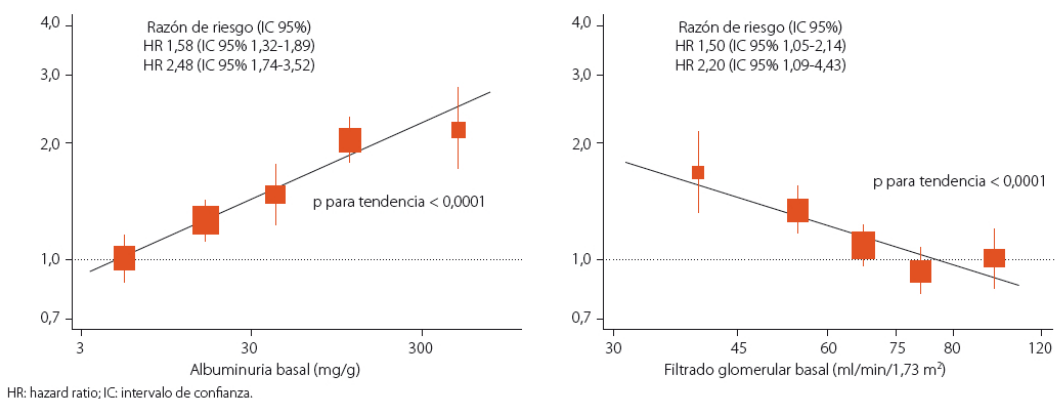 Razón de riesgo (IC 95%)
HR 1,58 (IC 95% 1,32-1,89)
HR 2,48 (IC 95% 1,74-3,52)
4,0
3,0
2,0
1,0
0,7
p para tendencia < 0,0001
3
30
300
Albuminuria basal (mg/g)
Razón de riesgo (IC 95%)
HR 1,50 (IC 95% 1,05-2,14)
HR 2,20 (IC 95% 1,09-4,43)
4,0
3,0
2,0
1,0
0,7
p para tendencia < 0,0001
30
45
60
75
80
120
Filtrado glomerular basal (ml/min/1,73 m²)
HR: hazard ratio; IC: intervalo de confianza.